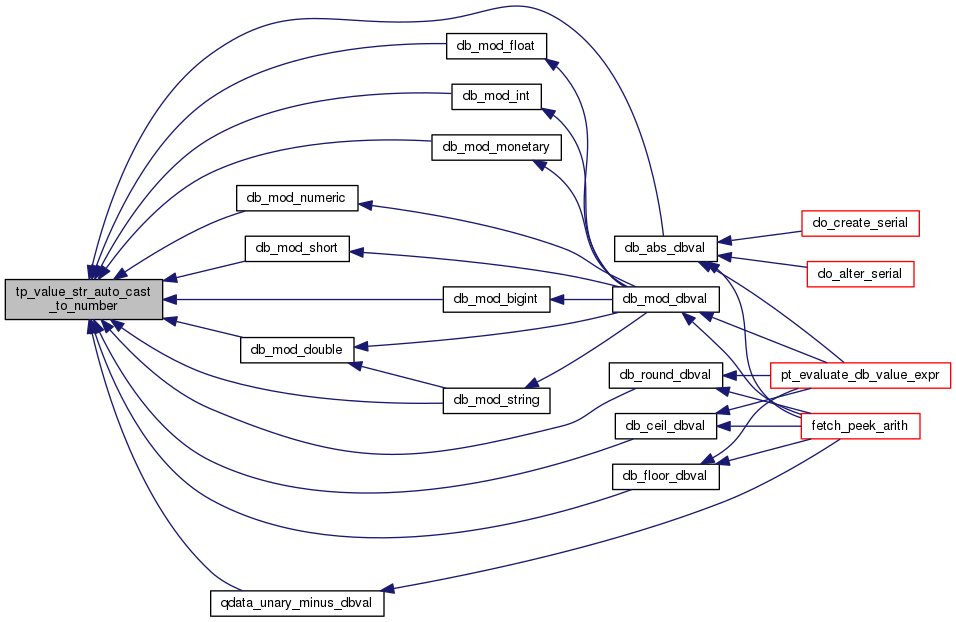 db_mod_float
db_mod_int
db_mod_monetary
db_mod_numeric
db_mod_short
db_abs_dbval
do_create_serial
do_alter_serial
tp_value_str_auto_cast
_to_number
db_mod_bigint
db_mod_dbval
db_mod_double
db_mod_string
db_round_dbval
pt_evaluate_db_value_expr
db_ceil_dbval
fetch_peek_arith
db_floor_dbval
qdata_unary_minus_dbval